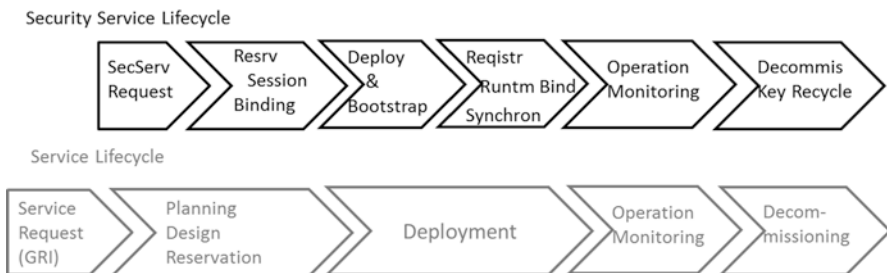 Security Service Lifecycle
SecServ
Request
Resrv
Session
Binding
Deploy
&
Bootstrap
Reqistr
Runtm Bind
Synchron
Operation
Monitoring
Decommis
Key Recycle
Service Lifecycle
Service
Request
(GRI)
Planning
Design
Reservation
Deployment
Operation
Monitoring
Decom-
missioning